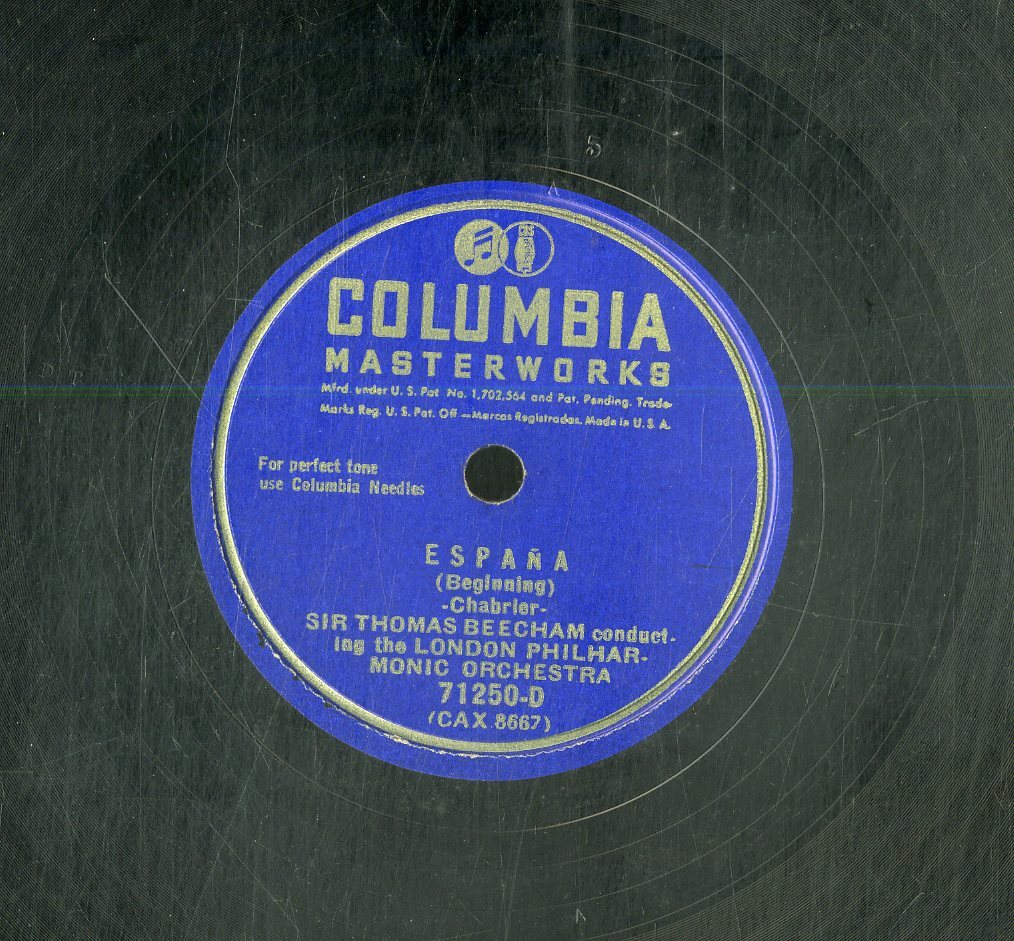 5
A
CBS
COLUMBIA
MASTERWORKS
Mfrd. under U. S. Pat. No. 1,702,564 and Pat. Pending. Trade-
Marks Reg. U. S. Pat. Off.—Marcas Registradas. Made in U. S. A.
For perfect tone
use Columbia Needles
ESPAÑA
(Beginning)
-Chabrier-
SIR THOMAS BEECHAM conduct-
ing the LONDON PHILHAR-
MONIC ORCHESTRA
71250-D
(CAX.8667)
A